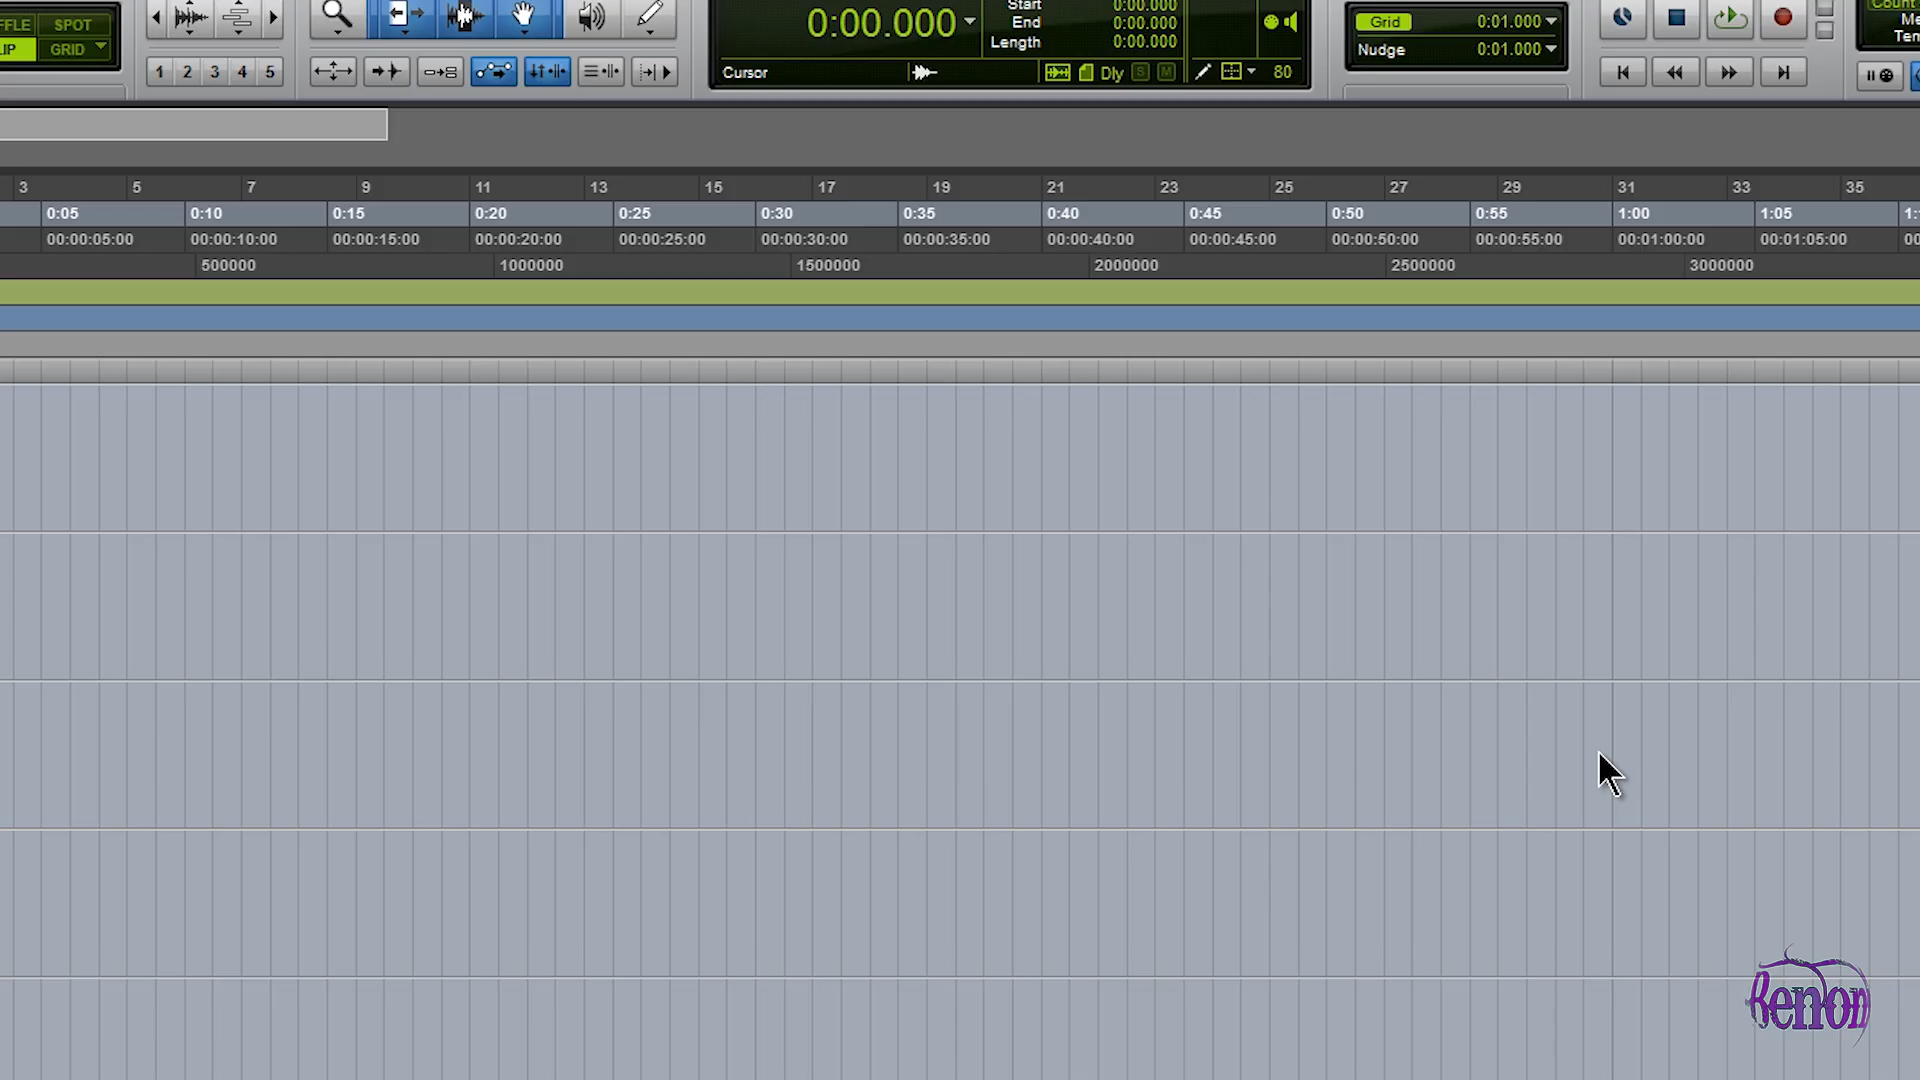 FFLE SPOT
0:00.000
Start 0:00.000
End 0:00.000
Length 0:00.000
Grid 0:01.000
Nudge 0:01.000
Count
Me
Tem
IP GRID
1 2 3 4 5
Cursor
Dly S M
80
3 5 7 9 11 13 15 17 19 21 23 25 27 29 31 33 35
0:05 0:10 0:15 0:20 0:25 0:30 0:35 0:40 0:45 0:50 0:55 1:00 1:05 1:
00:00:05:00 00:00:10:00 00:00:15:00 00:00:20:00 00:00:25:00 00:00:30:00 00:00:35:00 00:00:40:00 00:00:45:00 00:00:50:00 00:00:55:00 00:01:00:00 00:01:05:00 00
500000 1000000 1500000 2000000 2500000 3000000
Renon